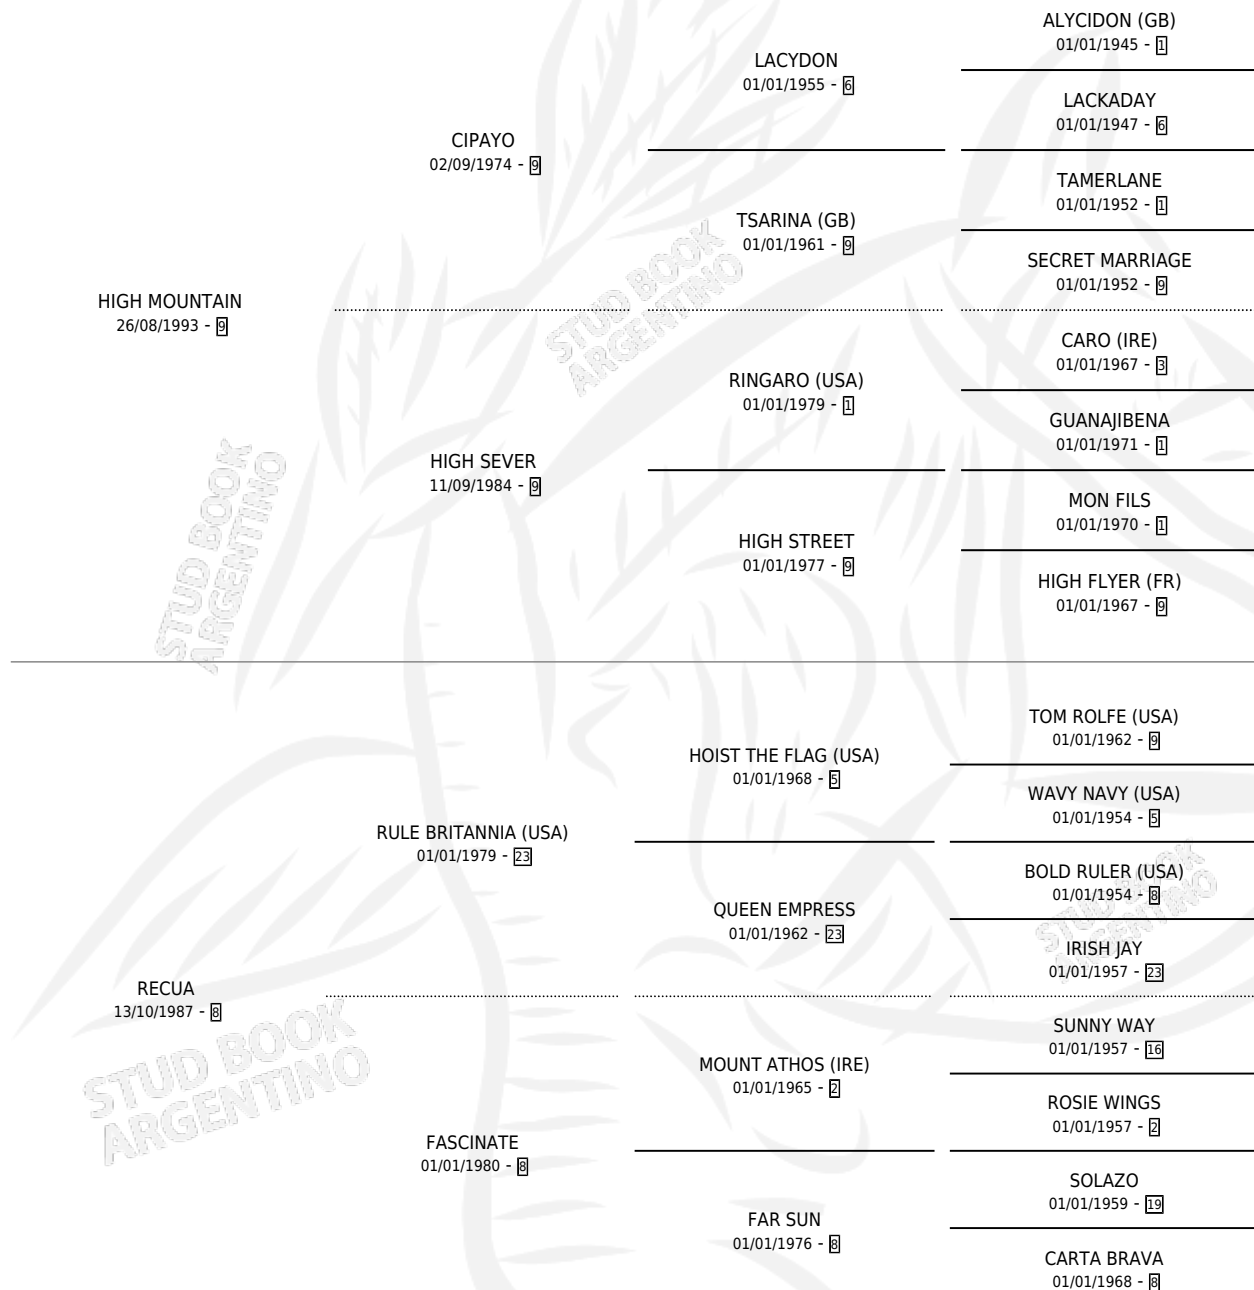 ALYCIDON (GB)
01/01/1945 - 1
LACYDON
01/01/1955 - 6
LACKADAY
01/01/1947 - 6
CIPAYO
02/09/1974 - 9
TAMERLANE
01/01/1952 - 1
TSARINA (GB)
01/01/1961 - 9
SECRET MARRIAGE
01/01/1952 - 9
HIGH MOUNTAIN
26/08/1993 - 9
STUD BOOK
ARGENTINO
CARO (IRE)
01/01/1967 - 3
RINGARO (USA)
01/01/1979 - 1
GUANAJIBENA
01/01/1971 - 1
HIGH SEVER
11/09/1984 - 9
MON FILS
01/01/1970 - 1
HIGH STREET
01/01/1977 - 9
HIGH FLYER (FR)
01/01/1967 - 9
STUD BOOK
ARGENTINO
TOM ROLFE (USA)
01/01/1962 - 9
HOIST THE FLAG (USA)
01/01/1968 - 5
WAVY NAVY (USA)
01/01/1954 - 5
RULE BRITANNIA (USA)
01/01/1979 - 23
BOLD RULER (USA)
01/01/1954 - 8
STUD BOOK
ARGENTINO
QUEEN EMPRESS
01/01/1962 - 23
IRISH JAY
01/01/1957 - 23
RECUA
13/10/1987 - 8
SUNNY WAY
01/01/1957 - 16
MOUNT ATHOS (IRE)
01/01/1965 - 2
ROSIE WINGS
01/01/1957 - 2
STUD BOOK
ARGENTINO
FASCINATE
01/01/1980 - 8
SOLAZO
01/01/1959 - 19
FAR SUN
01/01/1976 - 8
CARTA BRAVA
01/01/1968 - 8